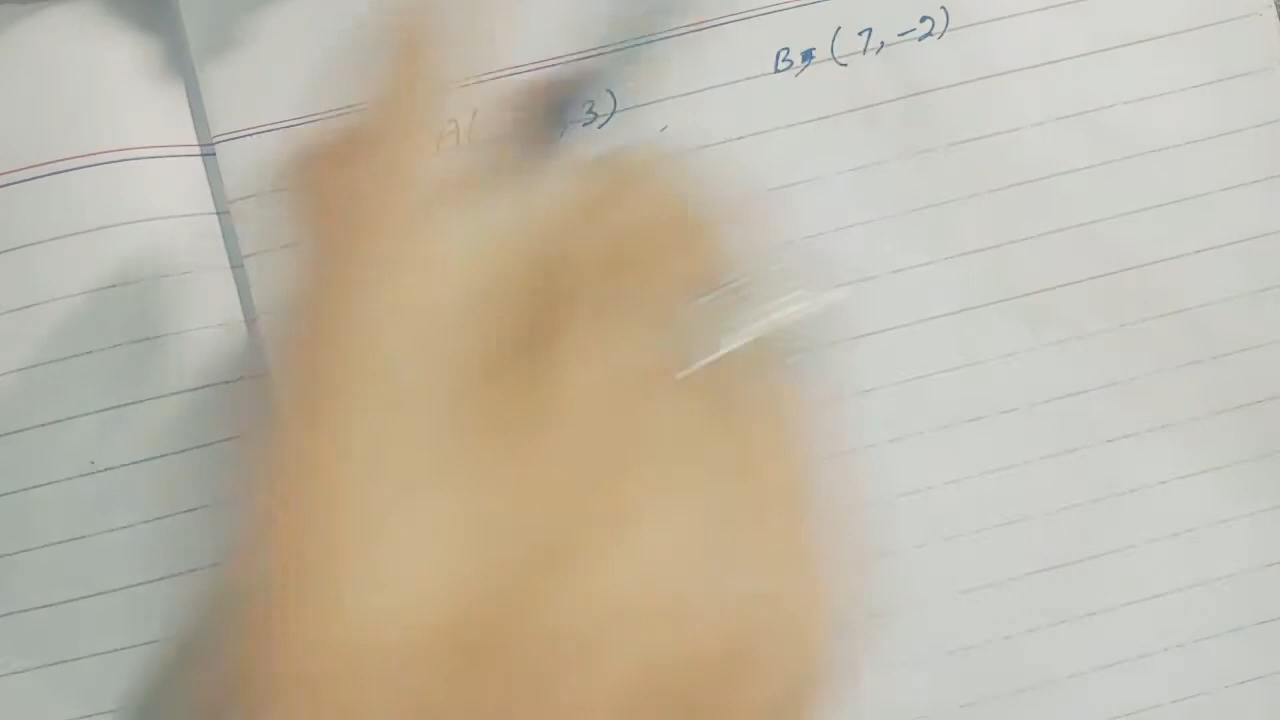 B, (7, -2)
A( , 3)